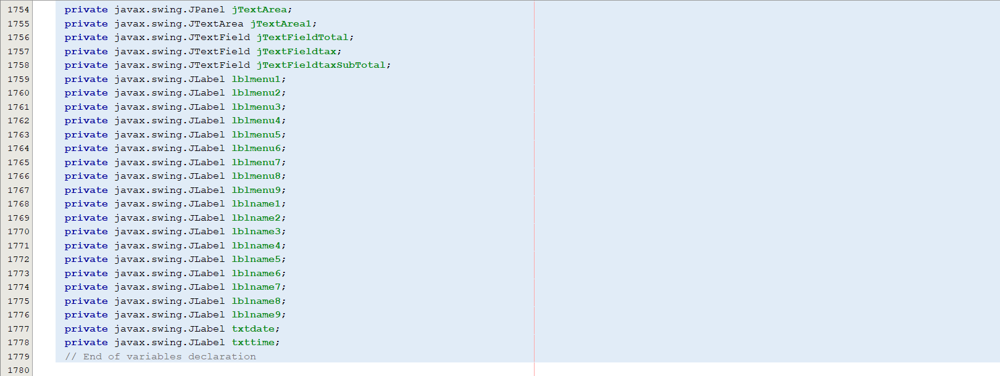 1754 private javax.swing.JPanel jTextArea;
1755 private javax.swing.JTextArea jTextArea1;
1756 private javax.swing.JTextField jTextFieldTotal;
1757 private javax.swing.JTextField jTextFieldtax;
1758 private javax.swing.JTextField jTextFieldtaxSubTotal;
1759 private javax.swing.JLabel lblmenu1;
1760 private javax.swing.JLabel lblmenu2;
1761 private javax.swing.JLabel lblmenu3;
1762 private javax.swing.JLabel lblmenu4;
1763 private javax.swing.JLabel lblmenu5;
1764 private javax.swing.JLabel lblmenu6;
1765 private javax.swing.JLabel lblmenu7;
1766 private javax.swing.JLabel lblmenu8;
1767 private javax.swing.JLabel lblmenu9;
1768 private javax.swing.JLabel lblname1;
1769 private javax.swing.JLabel lblname2;
1770 private javax.swing.JLabel lblname3;
1771 private javax.swing.JLabel lblname4;
1772 private javax.swing.JLabel lblname5;
1773 private javax.swing.JLabel lblname6;
1774 private javax.swing.JLabel lblname7;
1775 private javax.swing.JLabel lblname8;
1776 private javax.swing.JLabel lblname9;
1777 private javax.swing.JLabel txtdate;
1778 private javax.swing.JLabel txttime;
1779 // End of variables declaration
1780